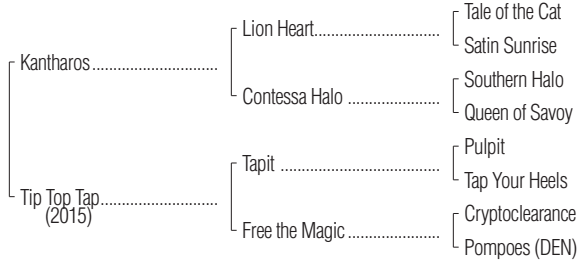 Tale of the Cat
Lion Heart
Satin Sunrise
Kantharos
Southern Halo
Contessa Halo
Queen of Savoy
Pulpit
Tapit
Tap Your Heels
Tip Top Tap
(2015)
Cryptoclearance
Free the Magic
Pompoes (DEN)